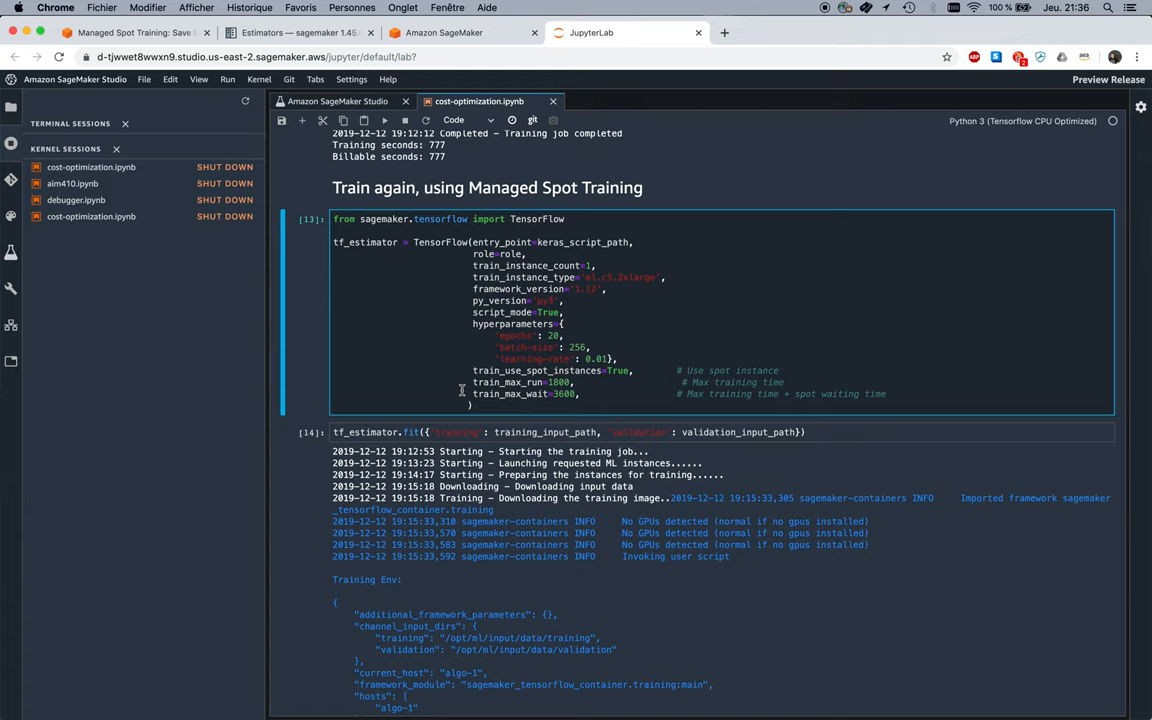 Chrome Fichier Modifier Afficher Historique Favoris Personnes Onglet Fenêtre Aide 100 % Jeu. 21:36
Managed Spot Training: Save Estimators — sagemaker 1.45. Amazon SageMaker JupyterLab
d-tjwwet8wwxn9.studio.us-east-2.sagemaker.aws/jupyter/default/lab?
Amazon SageMaker Studio File Edit View Run Kernel Git Tabs Settings Help Preview Release
Amazon SageMaker Studio cost-optimization.ipynb
TERMINAL SESSIONS
KERNEL SESSIONS
cost-optimization.ipynb SHUT DOWN
aim410.ipynb SHUT DOWN
debugger.ipynb SHUT DOWN
cost-optimization.ipynb SHUT DOWN
Code git Python 3 (Tensorflow CPU Optimized)
2019-12-12 19:12:12 Completed - Training job completed
Training seconds: 777
Billable seconds: 777
Train again, using Managed Spot Training
[13]: from sagemaker.tensorflow import TensorFlow
tf_estimator = TensorFlow(entry_point=keras_script_path,
role=role,
train_instance_count=1,
train_instance_type='ml.c5.2xlarge',
framework_version='1.12',
py_version='py3',
script_mode=True,
hyperparameters={
'epochs': 20,
'batch-size': 256,
'learning-rate': 0.01},
train_use_spot_instances=True, # Use spot instance
train_max_run=1800, # Max training time
train_max_wait=3600, # Max training time + spot waiting time
)
[14]: tf_estimator.fit({'training': training_input_path, 'validation': validation_input_path})
2019-12-12 19:12:53 Starting - Starting the training job...
2019-12-12 19:13:23 Starting - Launching requested ML instances......
2019-12-12 19:14:17 Starting - Preparing the instances for training......
2019-12-12 19:15:18 Downloading - Downloading input data
2019-12-12 19:15:18 Training - Downloading the training image..2019-12-12 19:15:33,305 sagemaker-containers INFO Imported framework sagemaker
_tensorflow_container.training
2019-12-12 19:15:33,310 sagemaker-containers INFO No GPUs detected (normal if no gpus installed)
2019-12-12 19:15:33,570 sagemaker-containers INFO No GPUs detected (normal if no gpus installed)
2019-12-12 19:15:33,583 sagemaker-containers INFO No GPUs detected (normal if no gpus installed)
2019-12-12 19:15:33,592 sagemaker-containers INFO Invoking user script
Training Env:
{
"additional_framework_parameters": {},
"channel_input_dirs": {
"training": "/opt/ml/input/data/training",
"validation": "/opt/ml/input/data/validation"
},
"current_host": "algo-1",
"framework_module": "sagemaker_tensorflow_container.training:main",
"hosts": [
"algo-1"